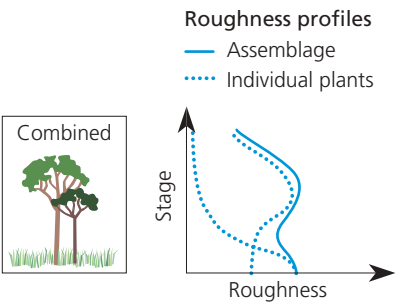 Roughness profiles
Assemblage
Individual plants
Combined
Stage
Roughness